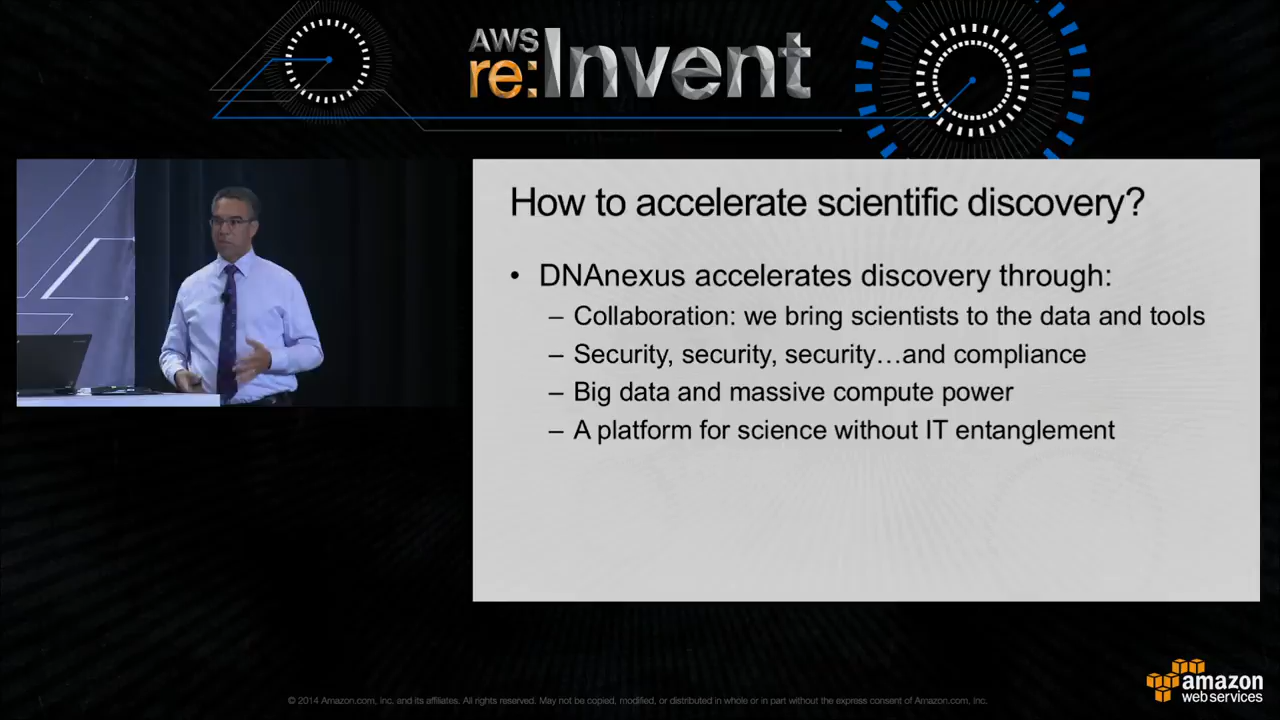 AWS
re:Invent
How to accelerate scientific discovery?
• DNAnexus accelerates discovery through:
– Collaboration: we bring scientists to the data and tools
– Security, security, security…and compliance
– Big data and massive compute power
– A platform for science without IT entanglement
amazon
web services
© 2014 Amazon.com, inc. and its affiliates. All rights reserved. May not be copied, modified, or distributed in whole or in part without the express consent of Amazon.com, inc.